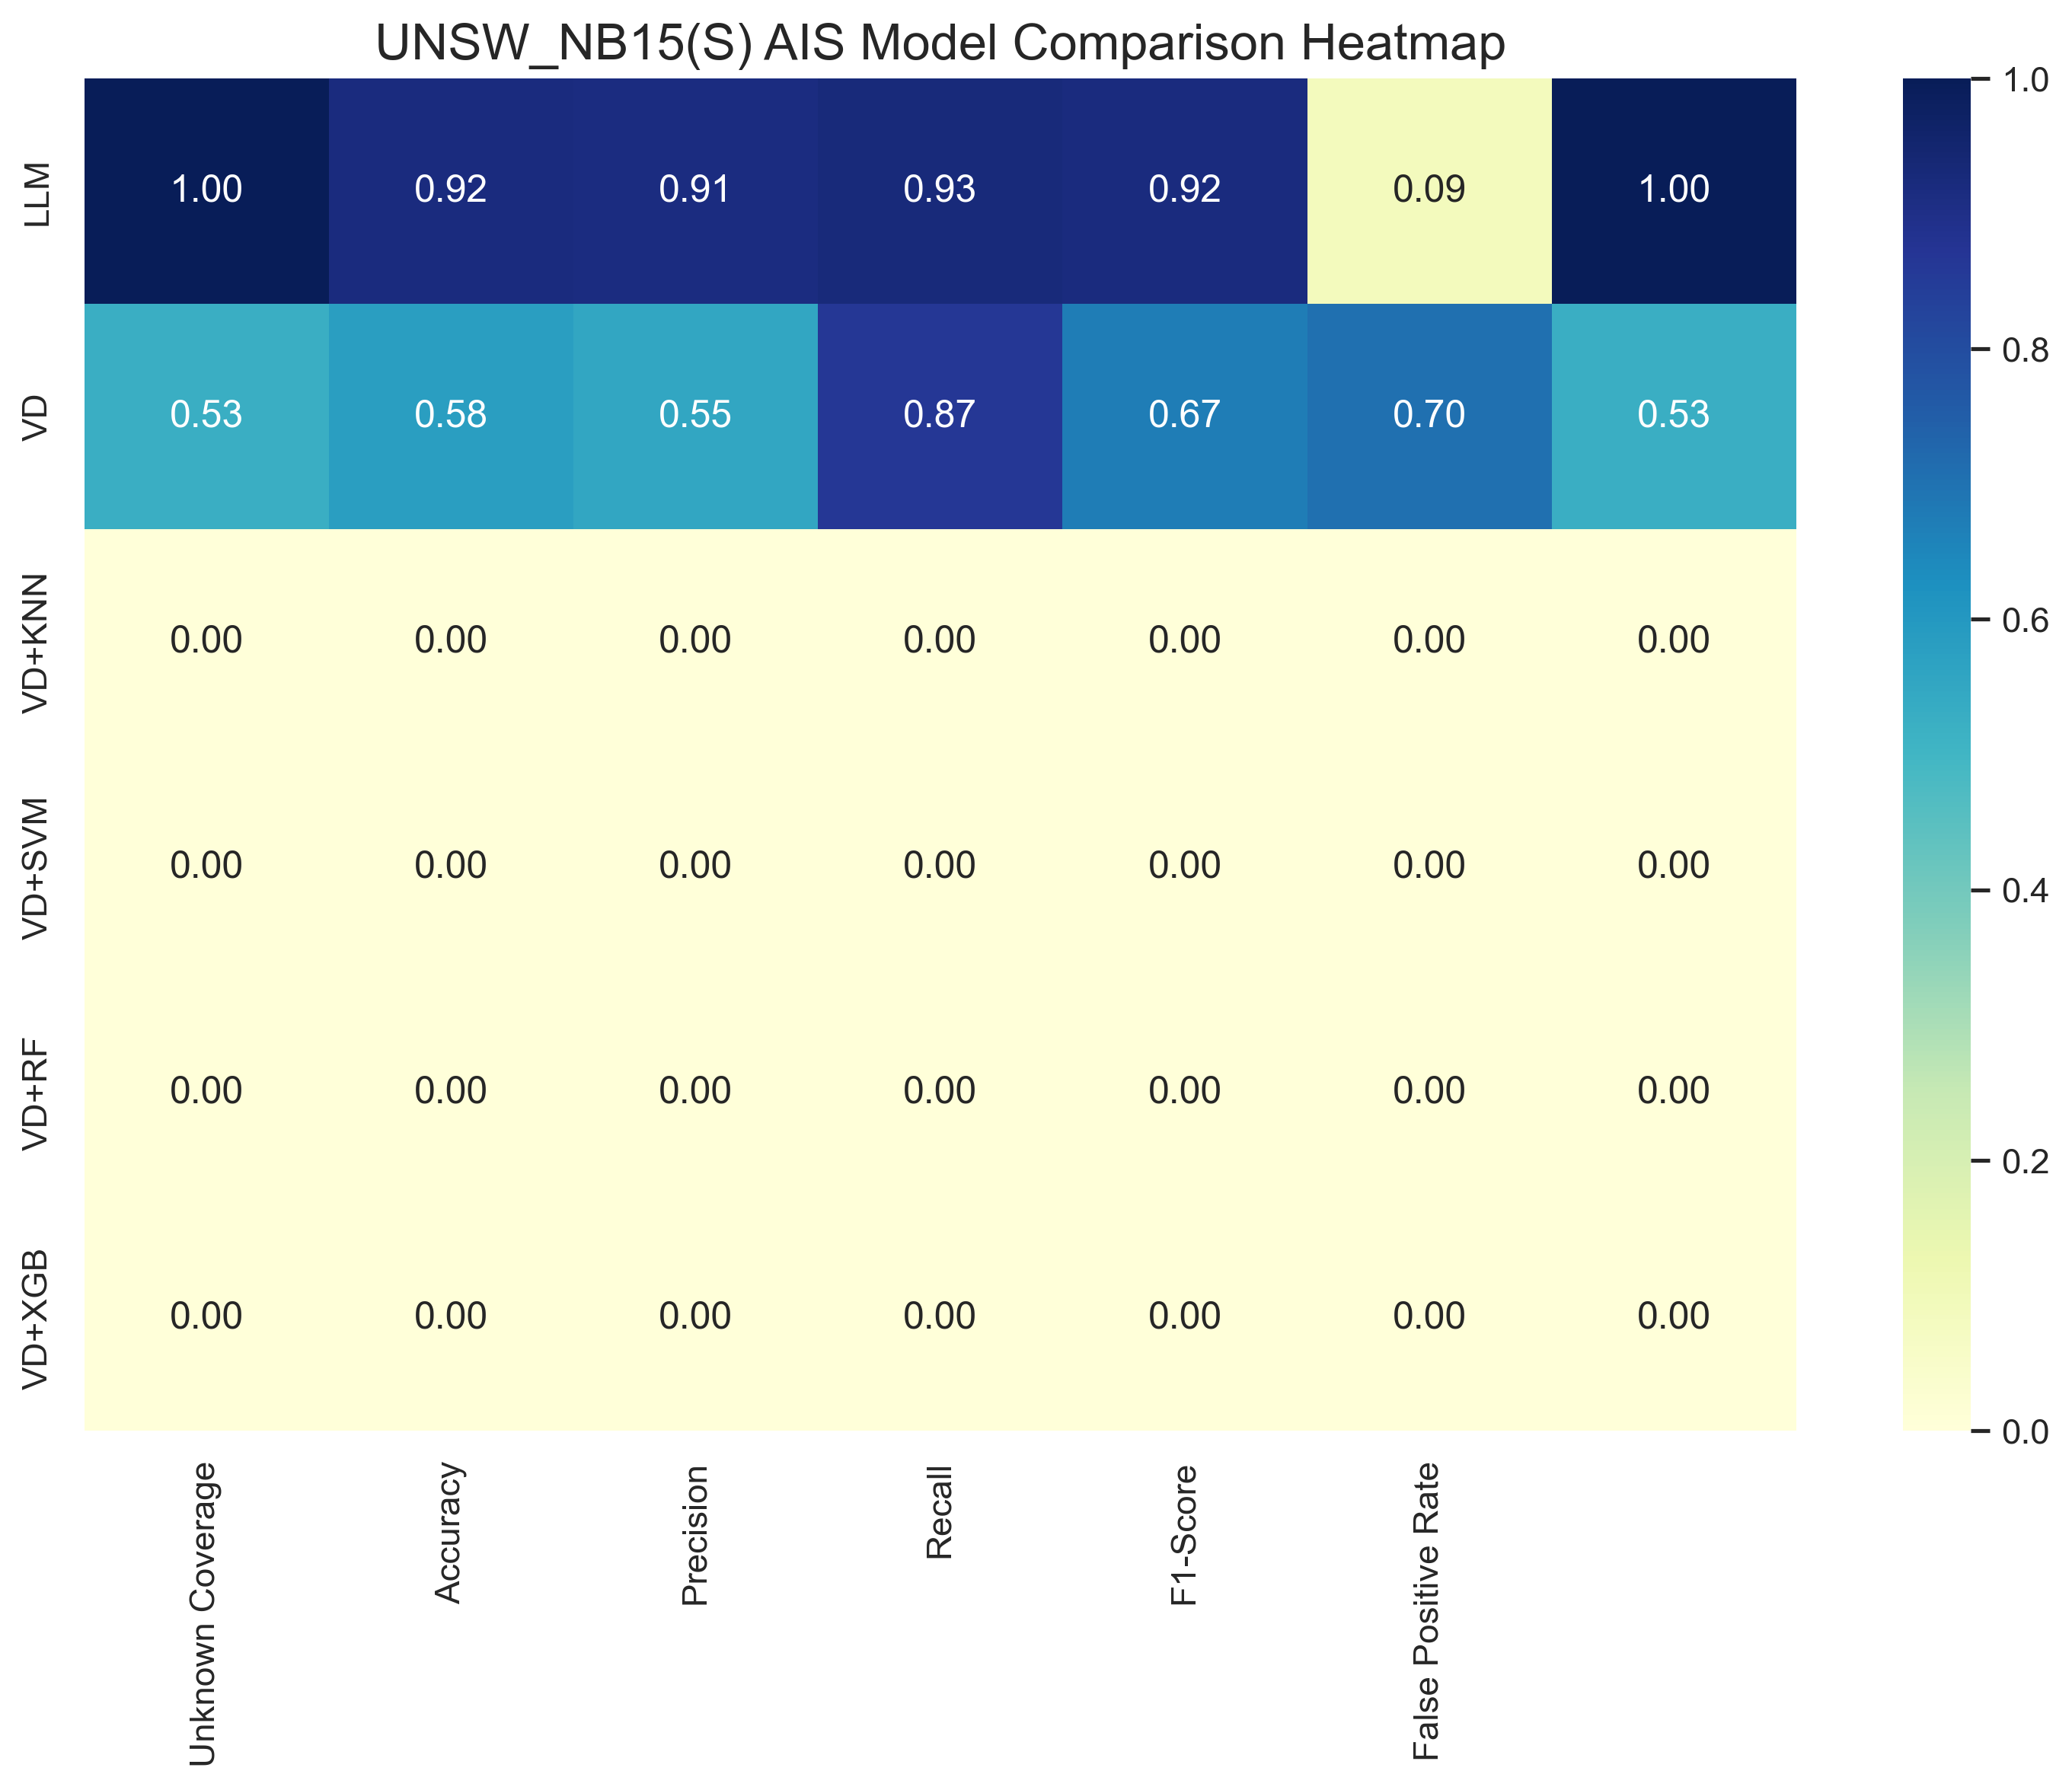 UNSW_NB15(S) AIS Model Comparison Heatmap
LLM 1.00 0.92 0.91 0.93 0.92 0.09 1.00
VD 0.53 0.58 0.55 0.87 0.67 0.70 0.53
VD+KNN 0.00 0.00 0.00 0.00 0.00 0.00 0.00
VD+SVM 0.00 0.00 0.00 0.00 0.00 0.00 0.00
VD+RF 0.00 0.00 0.00 0.00 0.00 0.00 0.00
VD+XGB 0.00 0.00 0.00 0.00 0.00 0.00 0.00
Unknown Coverage
Accuracy
Precision
Recall
F1-Score
False Positive Rate
1.0
0.8
0.6
0.4
0.2
0.0